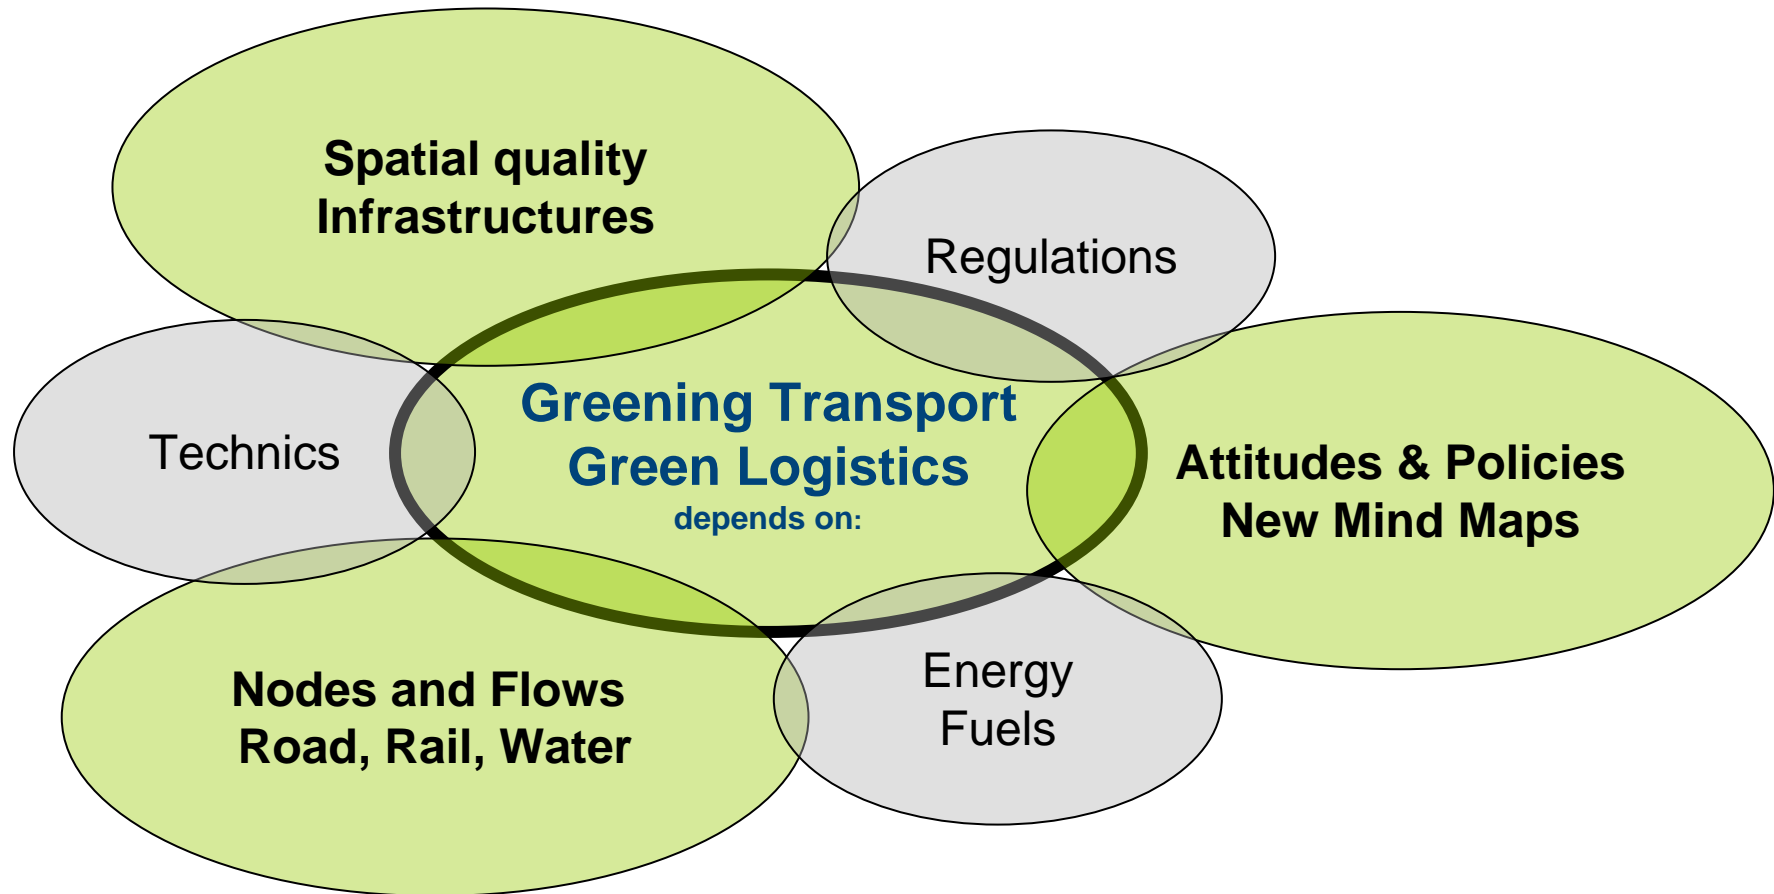 Spatial quality
Infrastructures
Regulations
Greening Transport
Green Logistics
depends on:
Technics
Attitudes & Policies
New Mind Maps
Nodes and Flows
Road, Rail, Water
Energy
Fuels